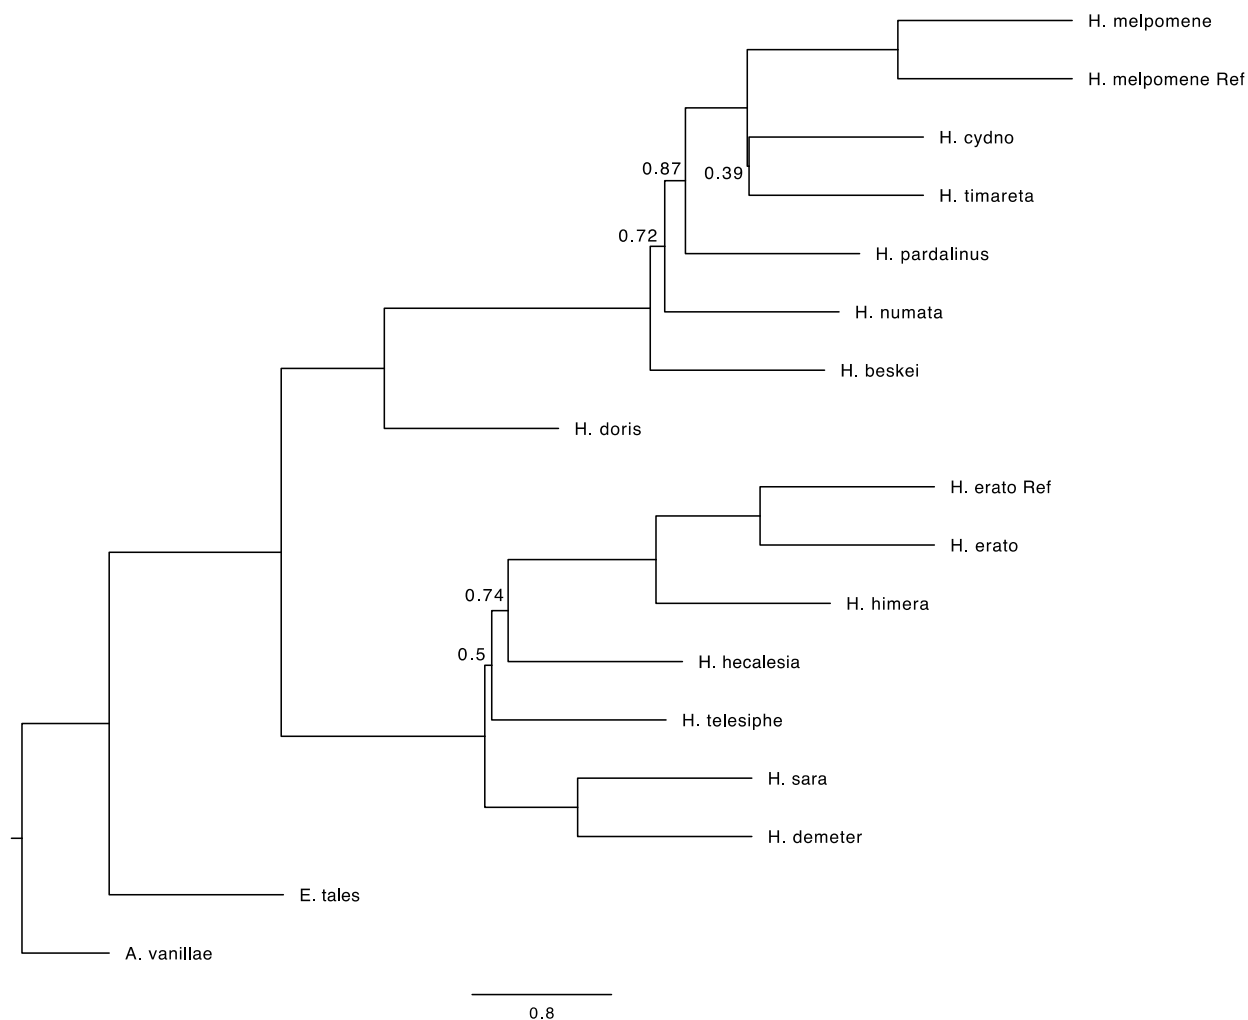 H. melpomene
H. melpomene Ref
H. cydno
0.87
0.39
H. timareta
0.72
H. pardalinus
H. numata
H. beskei
H. doris
H. erato Ref
H. erato
0.74
H. himera
0.5
H. hecalesia
H. telesiphe
H. sara
H. demeter
E. tales
A. vanillae
0.8